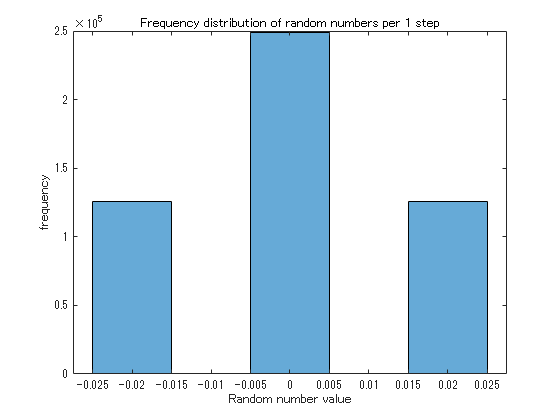 Frequency distribution of random numbers per 1 step
×10^5
2.5
2
1.5
1
0.5
0
frequency
-0.025 -0.02 -0.015 -0.01 -0.005 0 0.005 0.01 0.015 0.02 0.025
Random number value